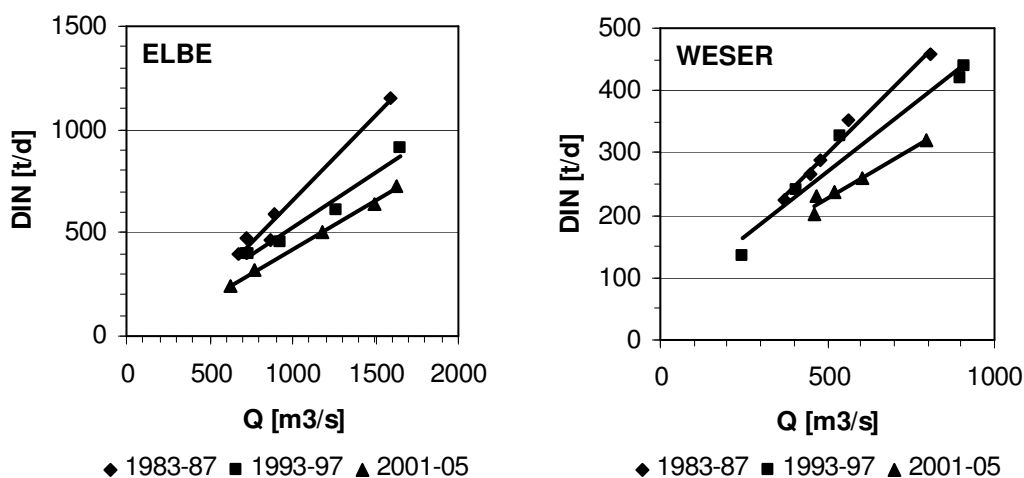 ELBE
DIN [t/d]
1500
1000
500
0
0 500 1000 1500 2000
Q [m3/s]
1983-87 1993-97 2001-05
WESER
DIN [t/d]
500
400
300
200
100
0
0 500 1000
Q [m3/s]
1983-87 1993-97 2001-05